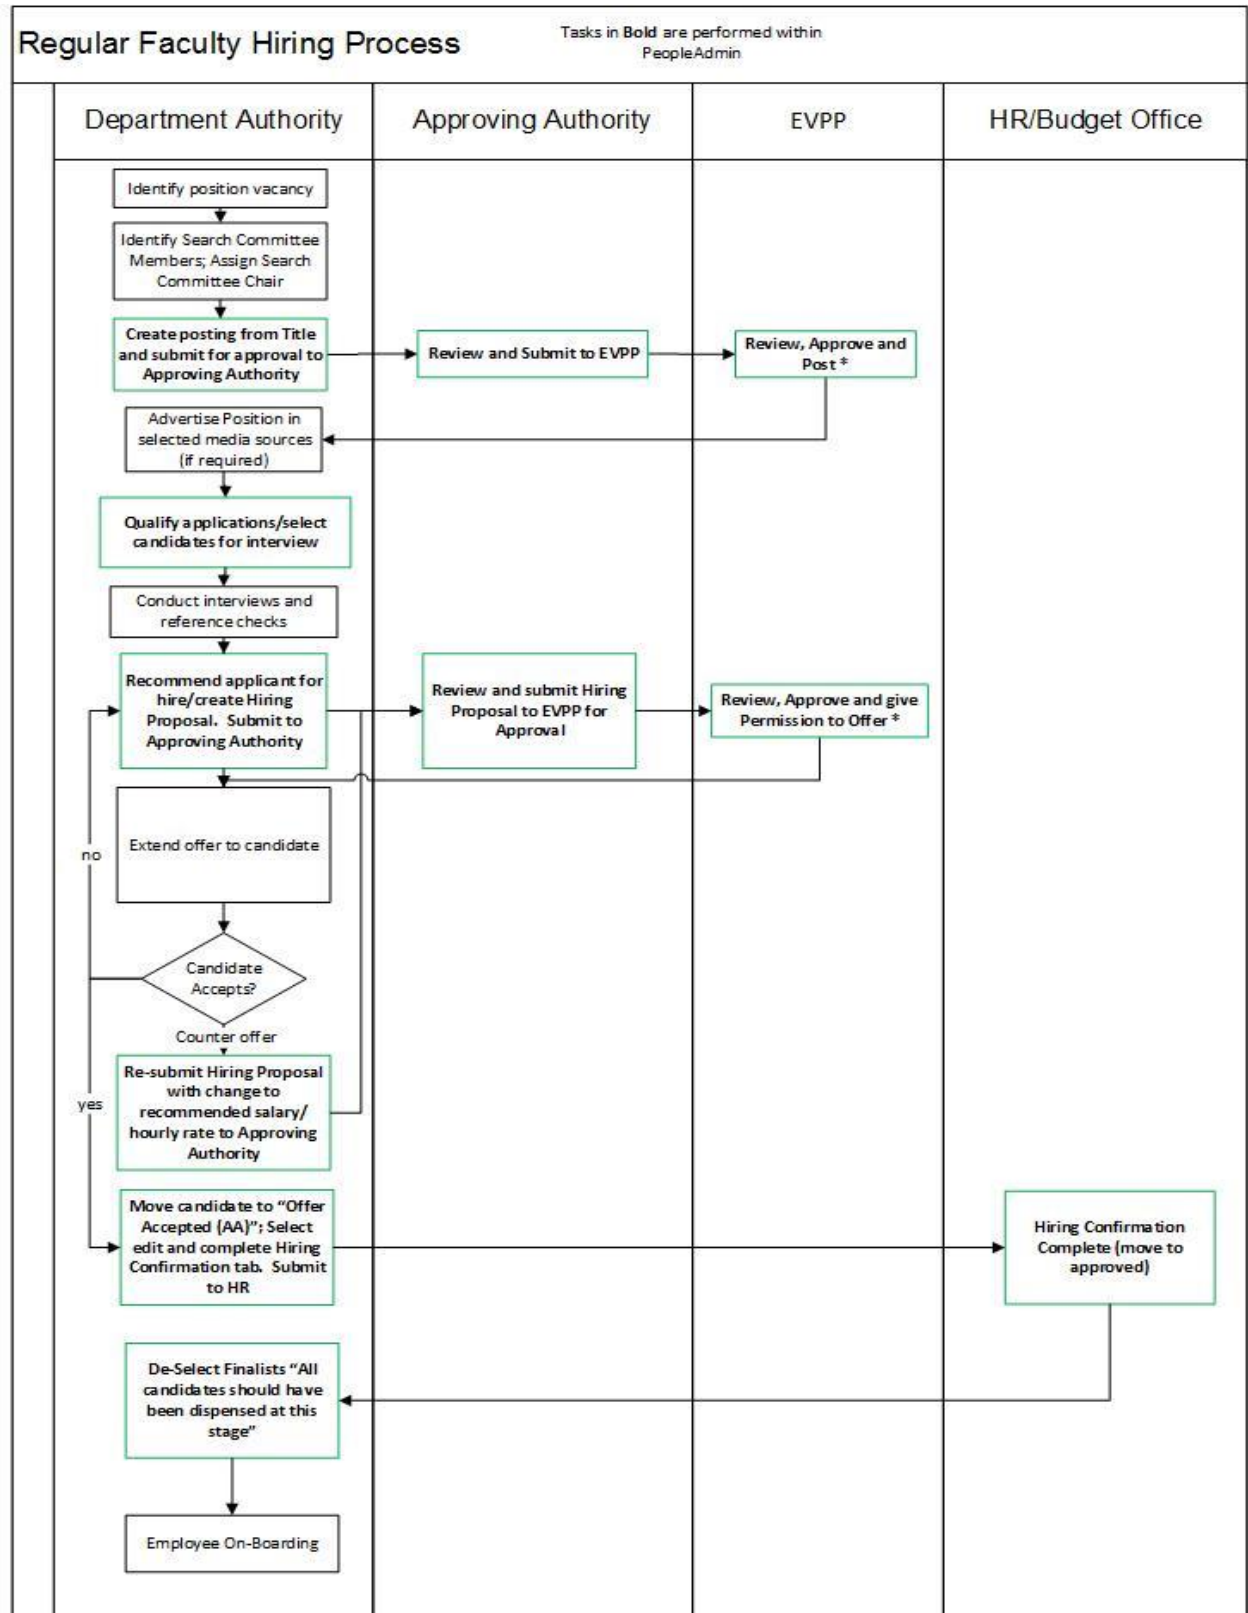 Regular Faculty Hiring Process
Tasks in Bold are performed within
PeopleAdmin
Department Authority
Approving Authority
EVPP
HR/Budget Office
Identify position vacancy
Identify Search Committee
Members; Assign Search
Committee Chair
Create posting from Title
and submit for approval to
Approving Authority
Review and Submit to EVPP
Review, Approve and
Post *
Advertise Position in
selected media sources
(if required)
Qualify applications/select
candidates for interview
Conduct interviews and
reference checks
Recommend applicant for
hire/create Hiring
Proposal. Submit to
Approving Authority
Review and submit Hiring
Proposal to EVPP for
Approval
Review, Approve and give
Permission to Offer *
Extend offer to candidate
no
Candidate
Accepts?
Counter offer
Re-submit Hiring Proposal
with change to
recommended salary/
hourly rate to Approving
Authority
yes
Move candidate to “Offer
Accepted (AA)”; Select
edit and complete Hiring
Confirmation tab. Submit
to HR
Hiring Confirmation
Complete (move to
approved)
De-Select Finalists “All
candidates should have
been dispensed at this
stage”
Employee On-Boarding